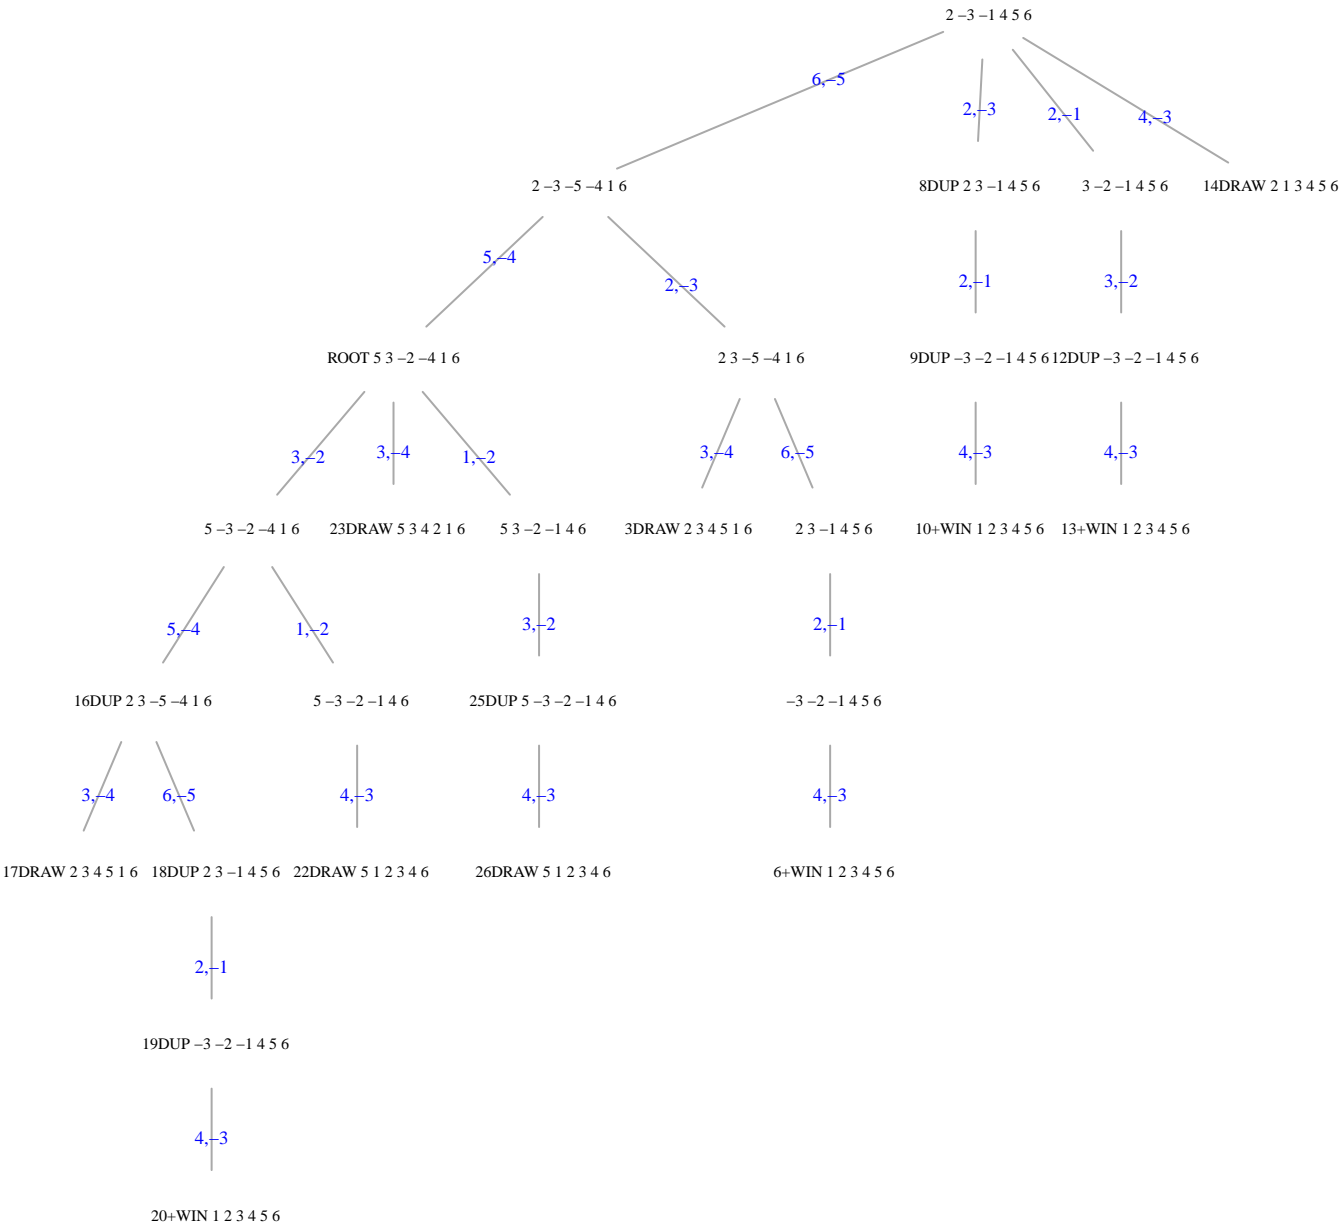 2 –3 –1 4 5 6
6,–5
2,–3
2,–1
4,–3
2 –3 –5 –4 1 6
8DUP 2 3 –1 4 5 6
3 –2 –1 4 5 6
14DRAW 2 1 3 4 5 6
5,–4
2,–3
2,–1
3,–2
ROOT 5 3 –2 –4 1 6
2 3 –5 –4 1 6
9DUP –3 –2 –1 4 5 6
12DUP –3 –2 –1 4 5 6
3,–2
3,–4
1,–2
3,–4
6,–5
4,–3
4,–3
5 –3 –2 –4 1 6
23DRAW 5 3 4 2 1 6
5 3 –2 –1 4 6
3DRAW 2 3 4 5 1 6
2 3 –1 4 5 6
10+WIN 1 2 3 4 5 6
13+WIN 1 2 3 4 5 6
5,–4
1,–2
3,–2
2,–1
16DUP 2 3 –5 –4 1 6
5 –3 –2 –1 4 6
25DUP 5 –3 –2 –1 4 6
–3 –2 –1 4 5 6
3,–4
6,–5
4,–3
4,–3
4,–3
17DRAW 2 3 4 5 1 6
18DUP 2 3 –1 4 5 6
22DRAW 5 1 2 3 4 6
26DRAW 5 1 2 3 4 6
6+WIN 1 2 3 4 5 6
2,–1
19DUP –3 –2 –1 4 5 6
4,–3
20+WIN 1 2 3 4 5 6